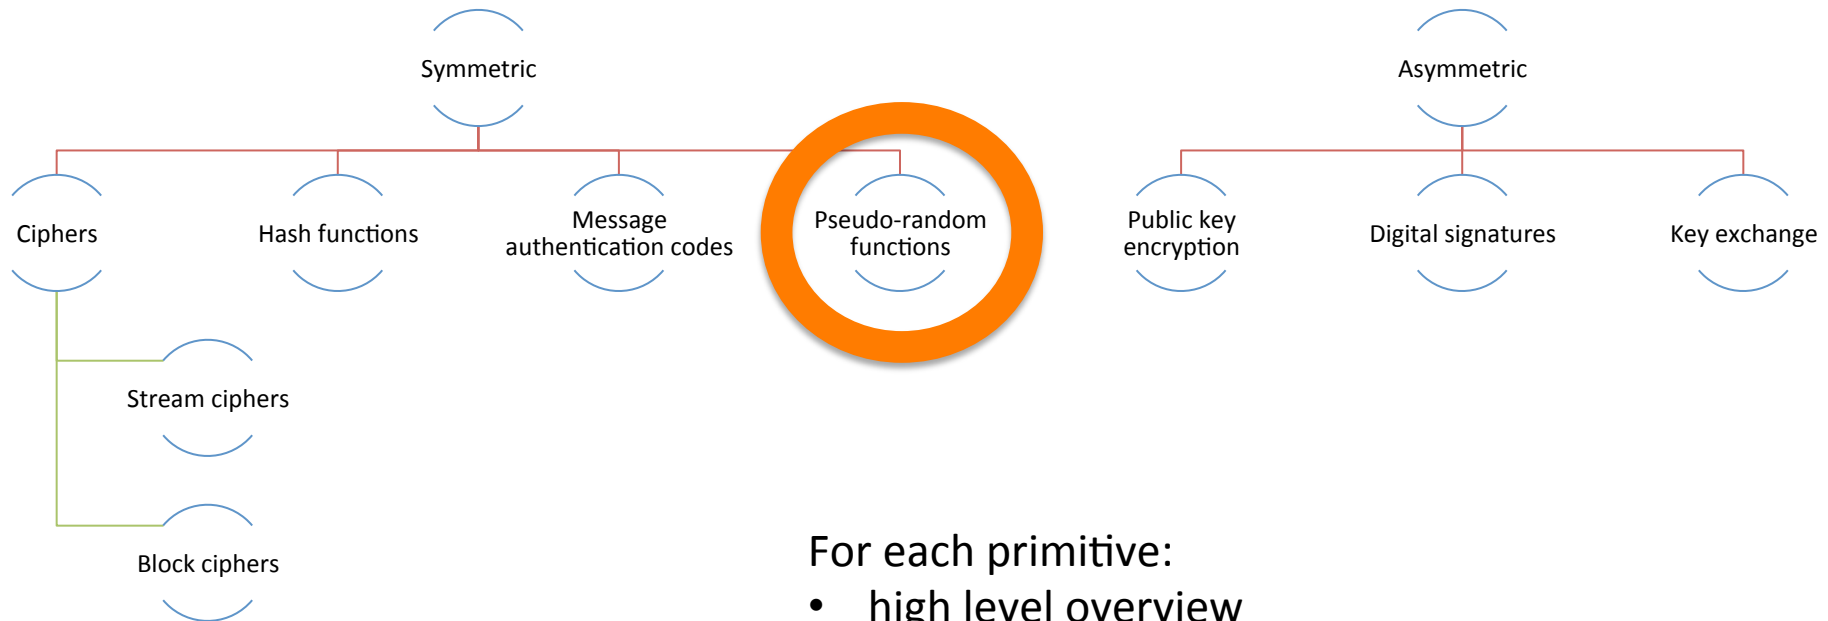 Symmetric
Asymmetric
Ciphers
Hash functions
Message
authentication codes
Pseudo-random
functions
Public key
encryption
Digital signatures
Key exchange
Stream ciphers
Block ciphers
For each primitive:
• high level overview